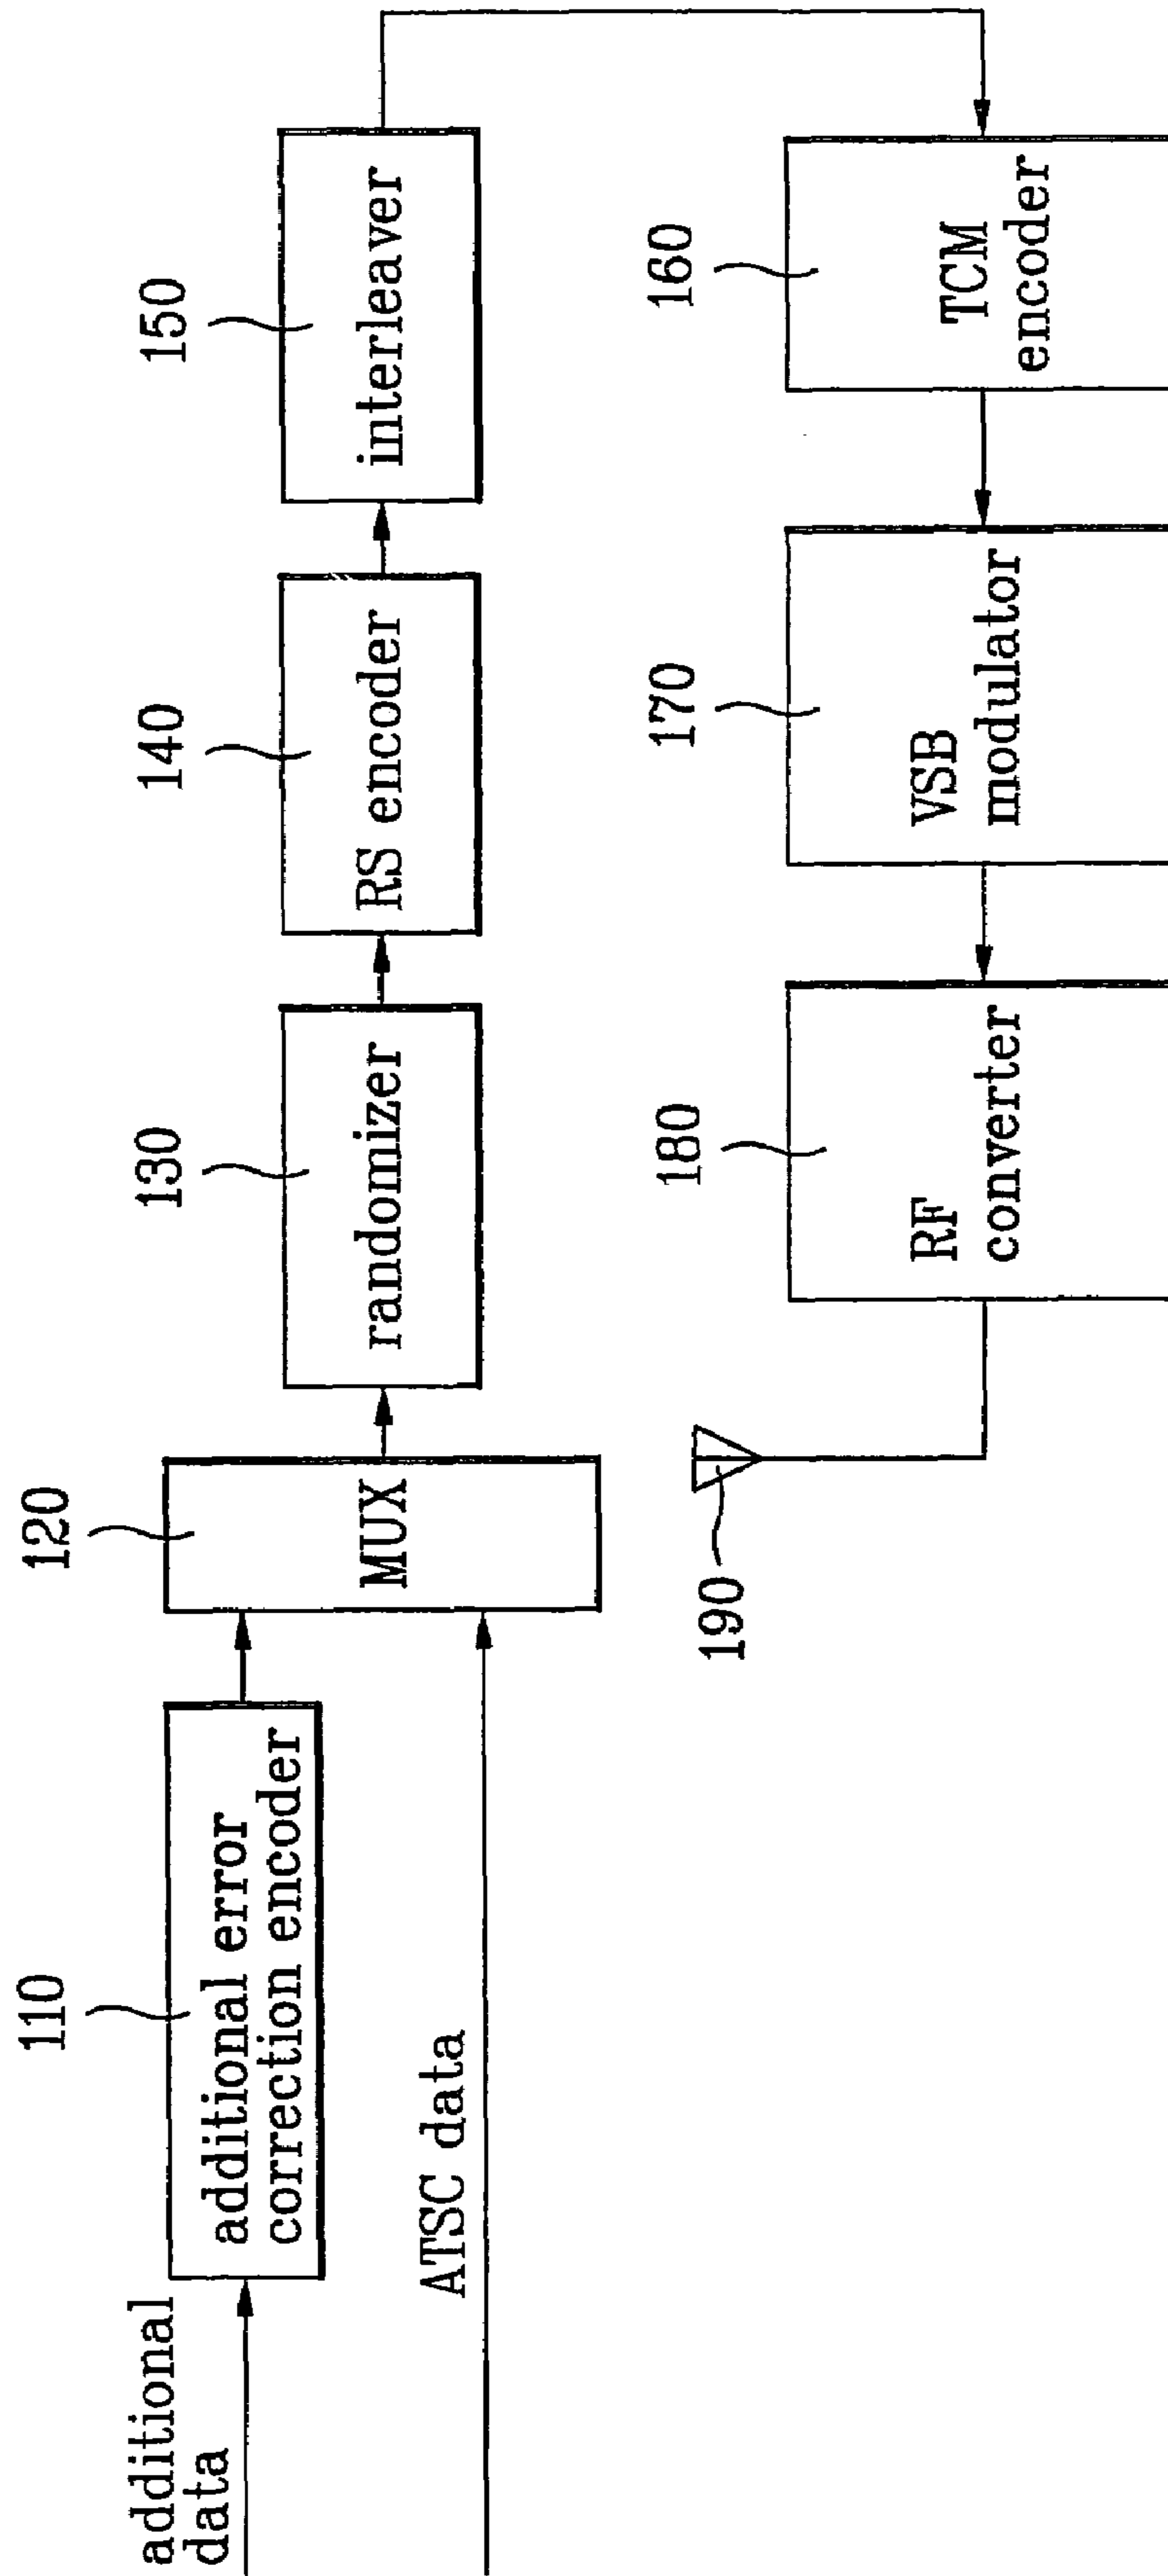 additional
data
110
additional error
correction encoder
ATSC data
120
MUX
130
randomizer
140
RS encoder
150
interleaver
160
TCM
encoder
170
VSB
modulator
180
RF
converter
190